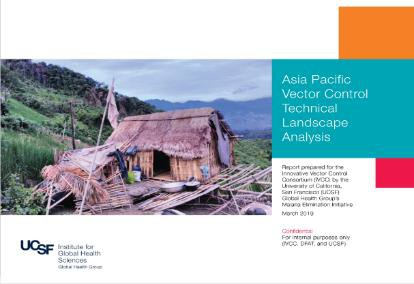 Asia Pacific
Vector Control
Technical
Landscape
Analysis
Report prepared for the
Innovative Vector Control
Consortium (IVCC) by the
University of California,
San Francisco (UCSF)
Global Health Group's
Malaria Elimination Initiative
March 2019
Confidential
For internal purposes only
(IVCC, DFAT, and UCSF)
UCSF
Institute for
Global Health
Sciences
Global Health Group